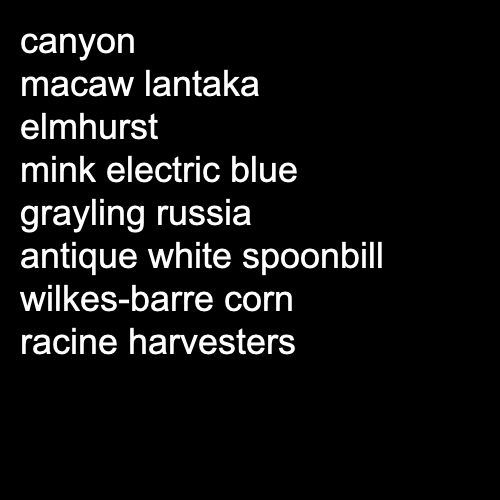 canyon
macaw lantaka
elmhurst
mink electric blue
grayling russia
antique white spoonbill
wilkes-barre corn
racine harvesters